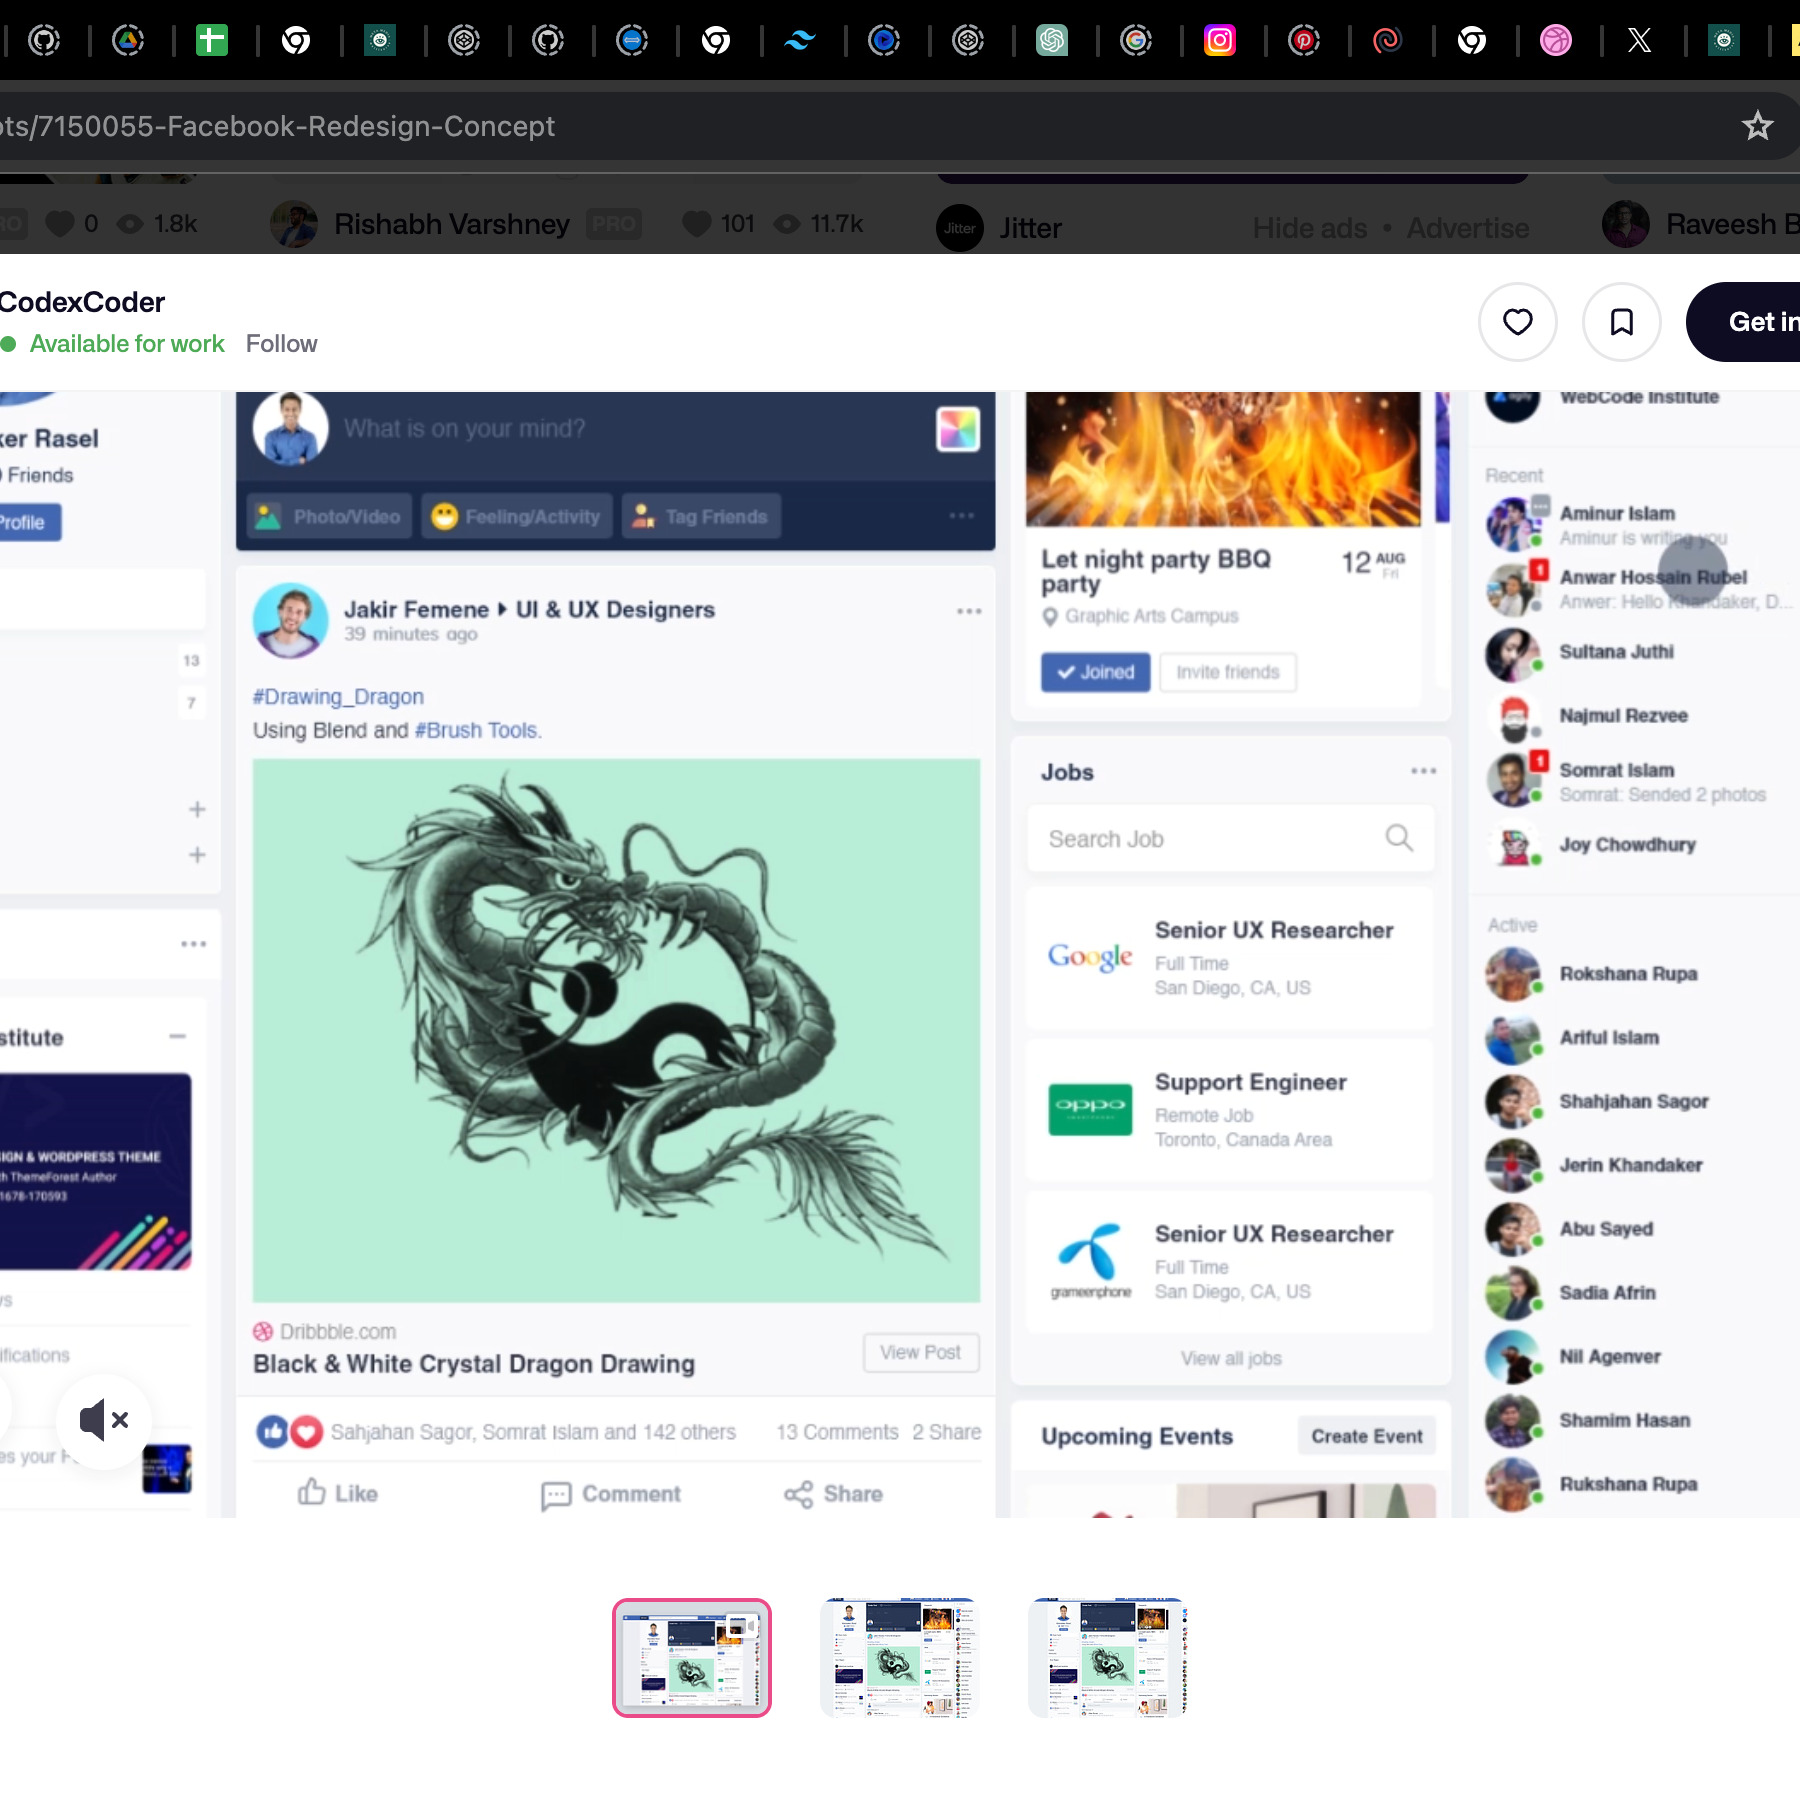 ts/7150055-Facebook-Redesign-Concept
0 1.8k
Rishabh Varshney PRO 101 11.7k
Jitter
Jitter
Hide ads • Advertise
Raveesh
CodexCoder
Available for work Follow
Get in
ker Rasel
Friends
Profile
13
7
stitute
IGN & WORDPRESS THEME
th ThemeForest Author
1678-170593
ifications
es your
What is on your mind?
Photo/Video
Feeling/Activity
Tag Friends
Jakir Femene UI & UX Designers
39 minutes ago
#Drawing_Dragon
Using Blend and #Brush Tools.
Dribbble.com
Black & White Crystal Dragon Drawing
View Post
Sahjahan Sagor, Somrat Islam and 142 others
13 Comments 2 Share
Like
Comment
Share
Let night party BBQ
party
12 AUG
Fri
Graphic Arts Campus
Joined
Invite friends
Jobs
Search Job
Google
Senior UX Researcher
Full Time
San Diego, CA, US
oppo
Support Engineer
Remote Job
Toronto, Canada Area
grameenphone
Senior UX Researcher
Full Time
San Diego, CA, US
View all jobs
Upcoming Events
Create Event
WebCode Institute
Recent
Aminur Islam
Aminur is writing you
1
Anwar Hossain Rubel
Anwer: Hello Khandaker, D...
Sultana Juthi
Najmul Rezvee
1
Somrat Islam
Somrat: Sended 2 photos
Joy Chowdhury
Active
Rokshana Rupa
Ariful Islam
Shahjahan Sagor
Jerin Khandaker
Abu Sayed
Sadia Afrin
Nil Agenver
Shamim Hasan
Rukshana Rupa